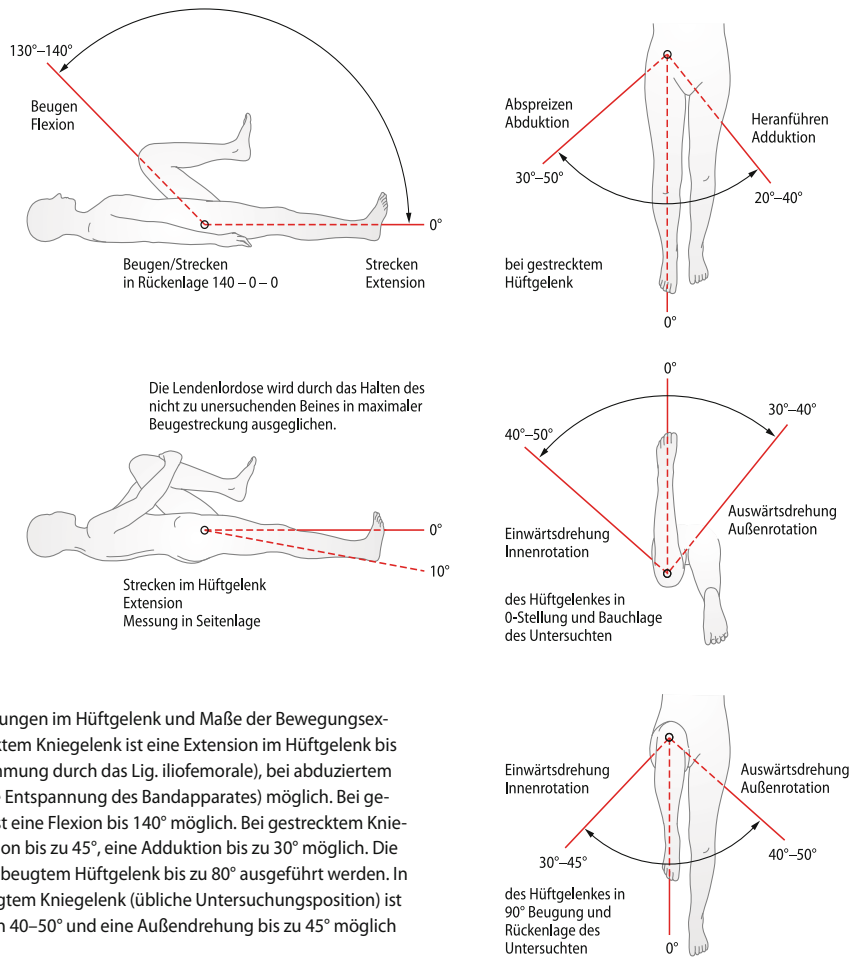 130°–140°
Beugen
Flexion
0°
Beugen/Strecken
in Rückenlage 140 – 0 – 0
Strecken
Extension
Abspreizen
Abduktion
Heranführen
Adduktion
30°–50°
20°–40°
bei gestrecktem
Hüftgelenk
0°
Die Lendenlordose wird durch das Halten des
nicht zu unersuchenden Beines in maximaler
Beugestreckung ausgeglichen.
0°
10°
Strecken im Hüftgelenk
Extension
Messung in Seitenlage
0°
30°–40°
40°–50°
Auswärtsdrehung
Außenrotation
Einwärtsdrehung
Innenrotation
des Hüftgelenkes in
0-Stellung und Bauchlage
des Untersuchten
ungen im Hüftgelenk und Maße der Bewegungsex-
ktem Kniegelenk ist eine Extension im Hüftgelenk bis
nmung durch das Lig. iliofemorale), bei abduziertem
e Entspannung des Bandapparates) möglich. Bei ge-
st eine Flexion bis 140° möglich. Bei gestrecktem Knie-
on bis zu 45°, eine Adduktion bis zu 30° möglich. Die
beugtem Hüftgelenk bis zu 80° ausgeführt werden. In
gtem Kniegelenk (übliche Untersuchungsposition) ist
n 40–50° und eine Außendrehung bis zu 45° möglich
Einwärtsdrehung
Innenrotation
Auswärtsdrehung
Außenrotation
30°–45°
40°–50°
des Hüftgelenkes in
90° Beugung und
Rückenlage des
Untersuchten
0°